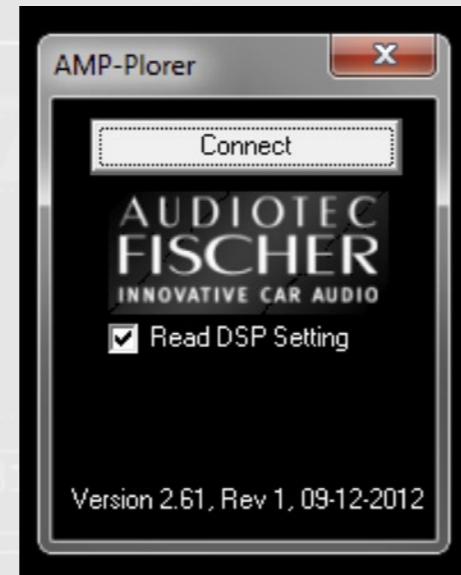 AMP-Plorer
Connect
AUDIOTEC
FISCHER
INNOVATIVE CAR AUDIO
Read DSP Setting
Version 2.61, Rev 1, 09-12-2012